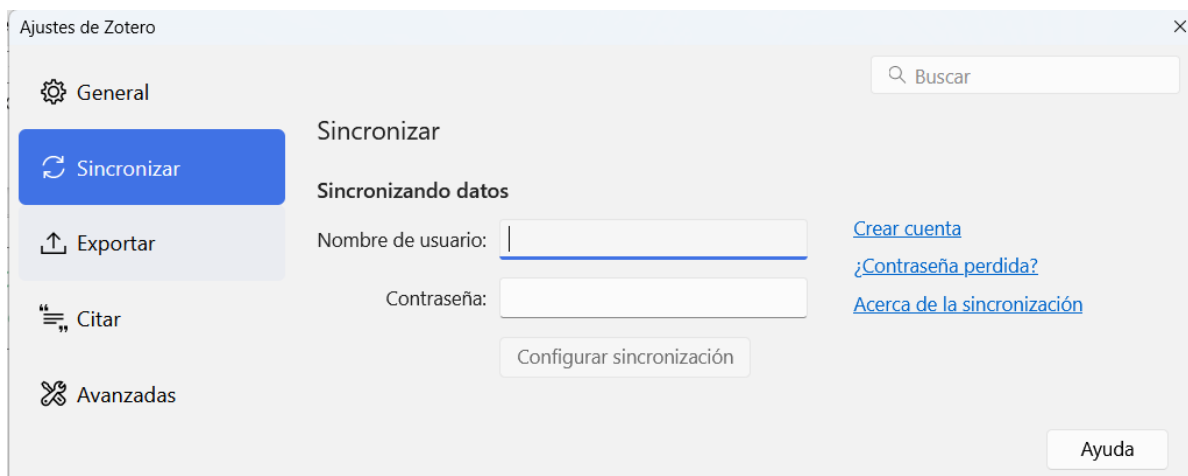 Ajustes de Zotero
Buscar
General
Sincronizar
Exportar
Citar
Avanzadas
Sincronizar
Sincronizando datos
Nombre de usuario:
Contraseña:
Configurar sincronización
Crear cuenta
¿Contraseña perdida?
Acerca de la sincronización
Ayuda